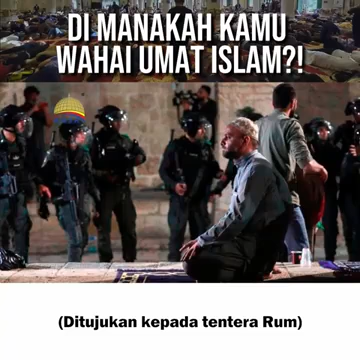 DI MANAKAH KAMU
WAHAI UMAT ISLAM?!
(Ditujukan kepada tentera Rum)